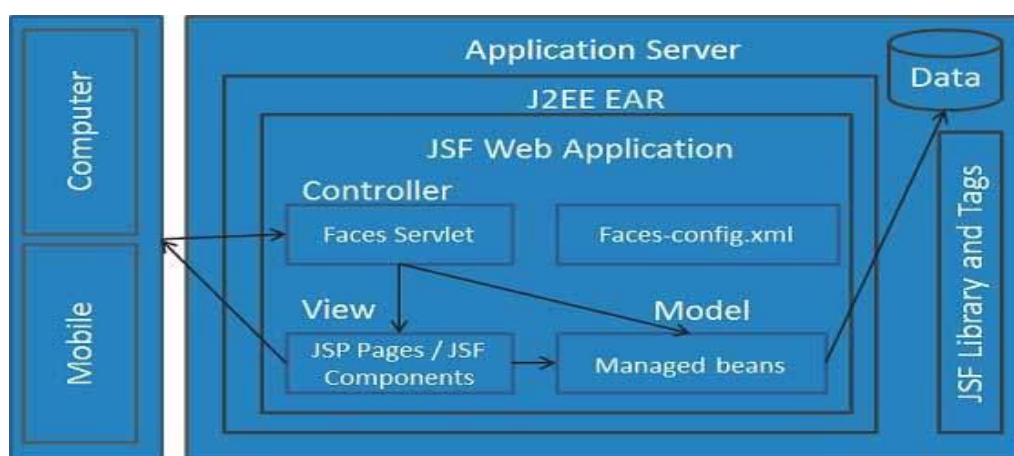 Computer
Mobile
Application Server
J2EE EAR
JSF Web Application
Controller
Faces Servlet
Faces-config.xml
View
Model
JSP Pages / JSF
Components
Managed beans
Data
JSF Library and Tags